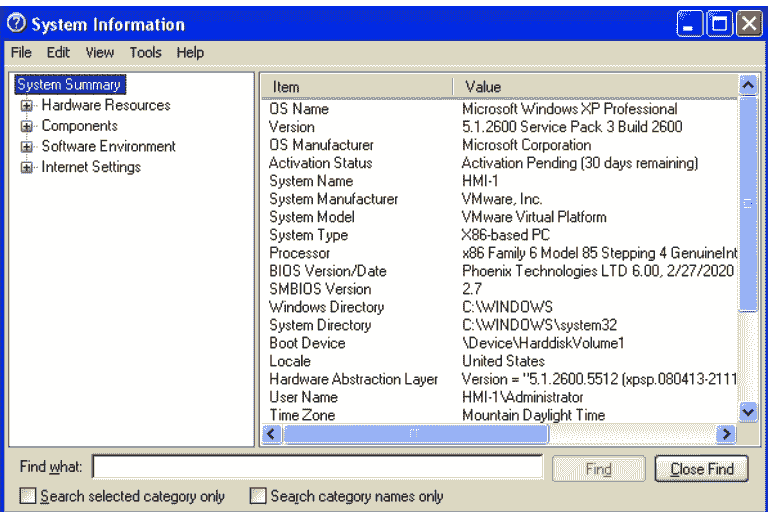 System Information
File Edit View Tools Help
System Summary
Hardware Resources
Components
Software Environment
Internet Settings
Item Value
OS Name Microsoft Windows XP Professional
Version 5.1.2600 Service Pack 3 Build 2600
OS Manufacturer Microsoft Corporation
Activation Status Activation Pending (30 days remaining)
System Name HMI-1
System Manufacturer VMware, Inc.
System Model VMware Virtual Platform
System Type X86-based PC
Processor x86 Family 6 Model 85 Stepping 4 GenuineInt
BIOS Version/Date Phoenix Technologies LTD 6.00, 2/27/2020
SMBIOS Version 2.7
Windows Directory C:\WINDOWS
System Directory C:\WINDOWS\system32
Boot Device \Device\HarddiskVolume1
Locale United States
Hardware Abstraction Layer Version = "5.1.2600.5512 (xpsp.080413-2111
User Name HMI-1\Administrator
Time Zone Mountain Daylight Time
Find what: Find Close Find
Search selected category only Search category names only